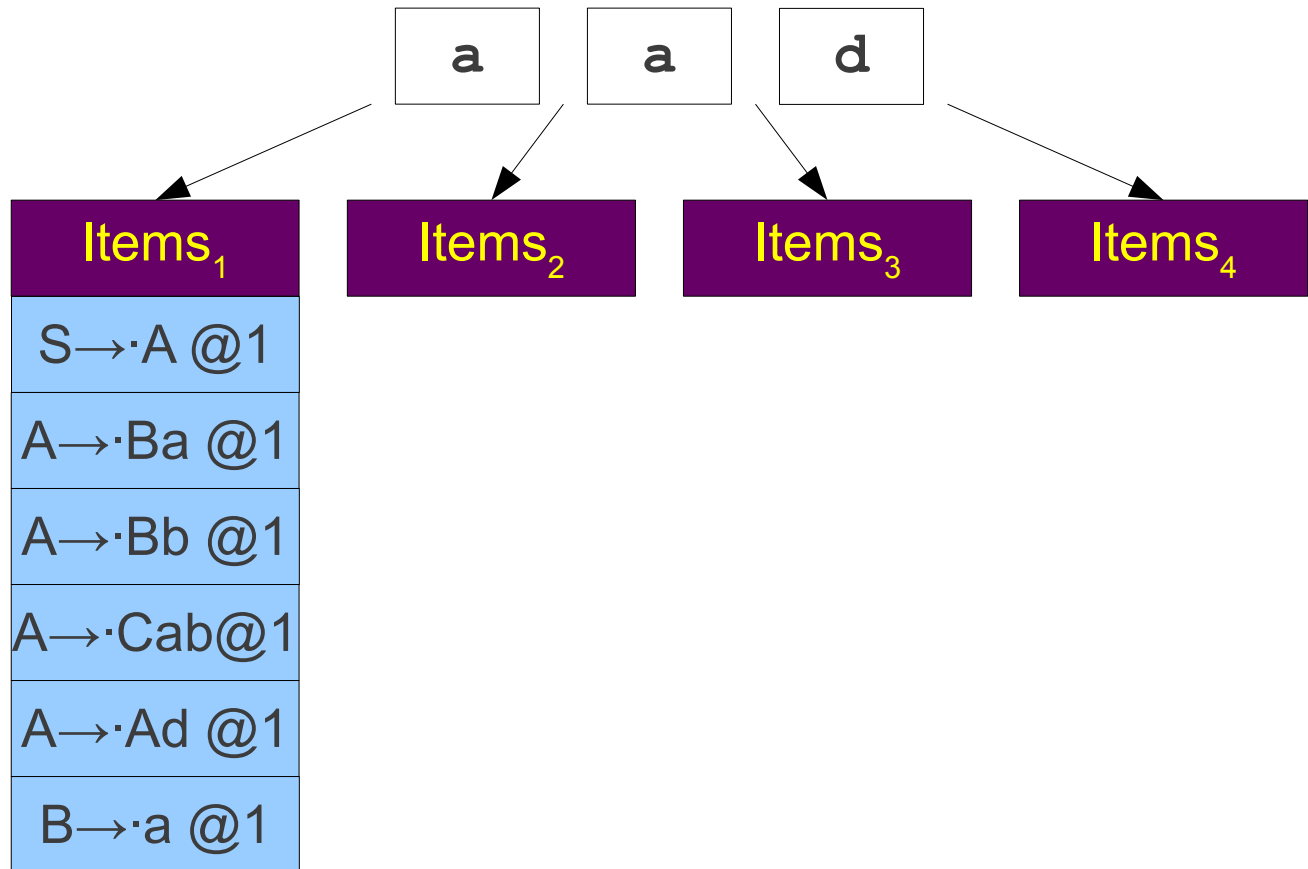 a a d
Items₁ Items₂ Items₃ Items₄
S→·A @1
A→·Ba @1
A→·Bb @1
A→·Cab@1
A→·Ad @1
B→·a @1